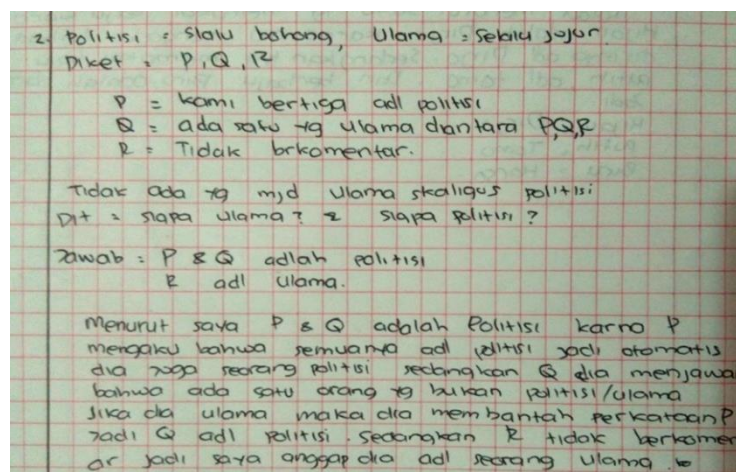 2. Politisi = slalu bohong, Ulama = Selalu jujur.
Diket : P, Q, R
P = kami bertiga adl politisi
Q = ada satu yg ulama diantara P,Q,R
R = Tidak brkomentar.
Tidak ada yg mjd ulama skaligus politisi
Dit = siapa ulama? & siapa politisi?
Jawab = P & Q adlah politisi
R adl ulama.
Menurut saya P & Q adalah Politisi karna P
mengaku bahwa semuanya adl politisi jadi otomatis
dia juga seorang politisi sedangkan Q dia menjawa
bahwa ada satu orang yg bukan politisi/ulama
Jika dia ulama maka dia membantah perkataan P
Jadi Q adl politisi. Sedangkan R tidak berkomen
ar jadi saya anggap dia adl seorang ulama